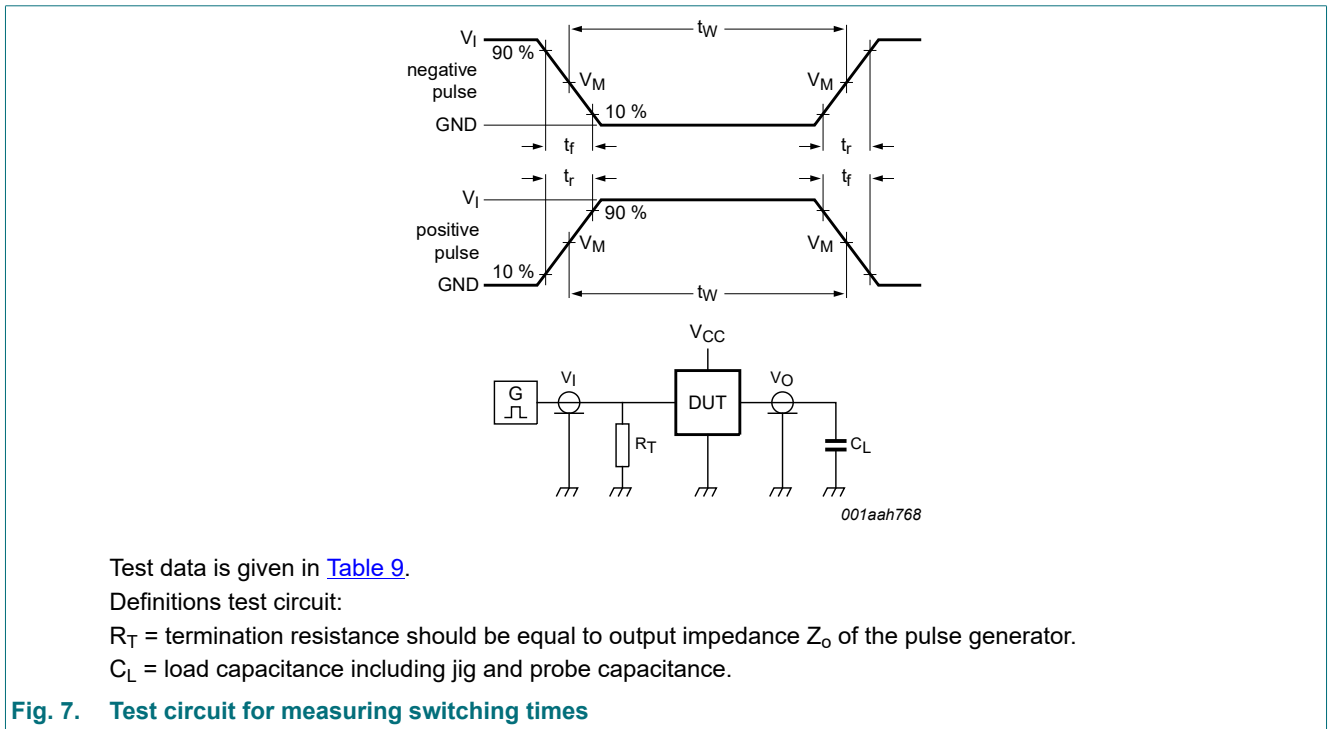 V_I
90 %
negative
pulse
GND
t_W
V_M
V_M
10 %
t_f
t_r
t_r
t_f
V_I
positive
pulse
10 %
GND
90 %
V_M
V_M
t_W
V_CC
G
V_I
R_T
DUT
V_O
C_L
001aah768
Test data is given in Table 9.
Definitions test circuit:
R_T = termination resistance should be equal to output impedance Z_o of the pulse generator.
C_L = load capacitance including jig and probe capacitance.
Fig. 7. Test circuit for measuring switching times